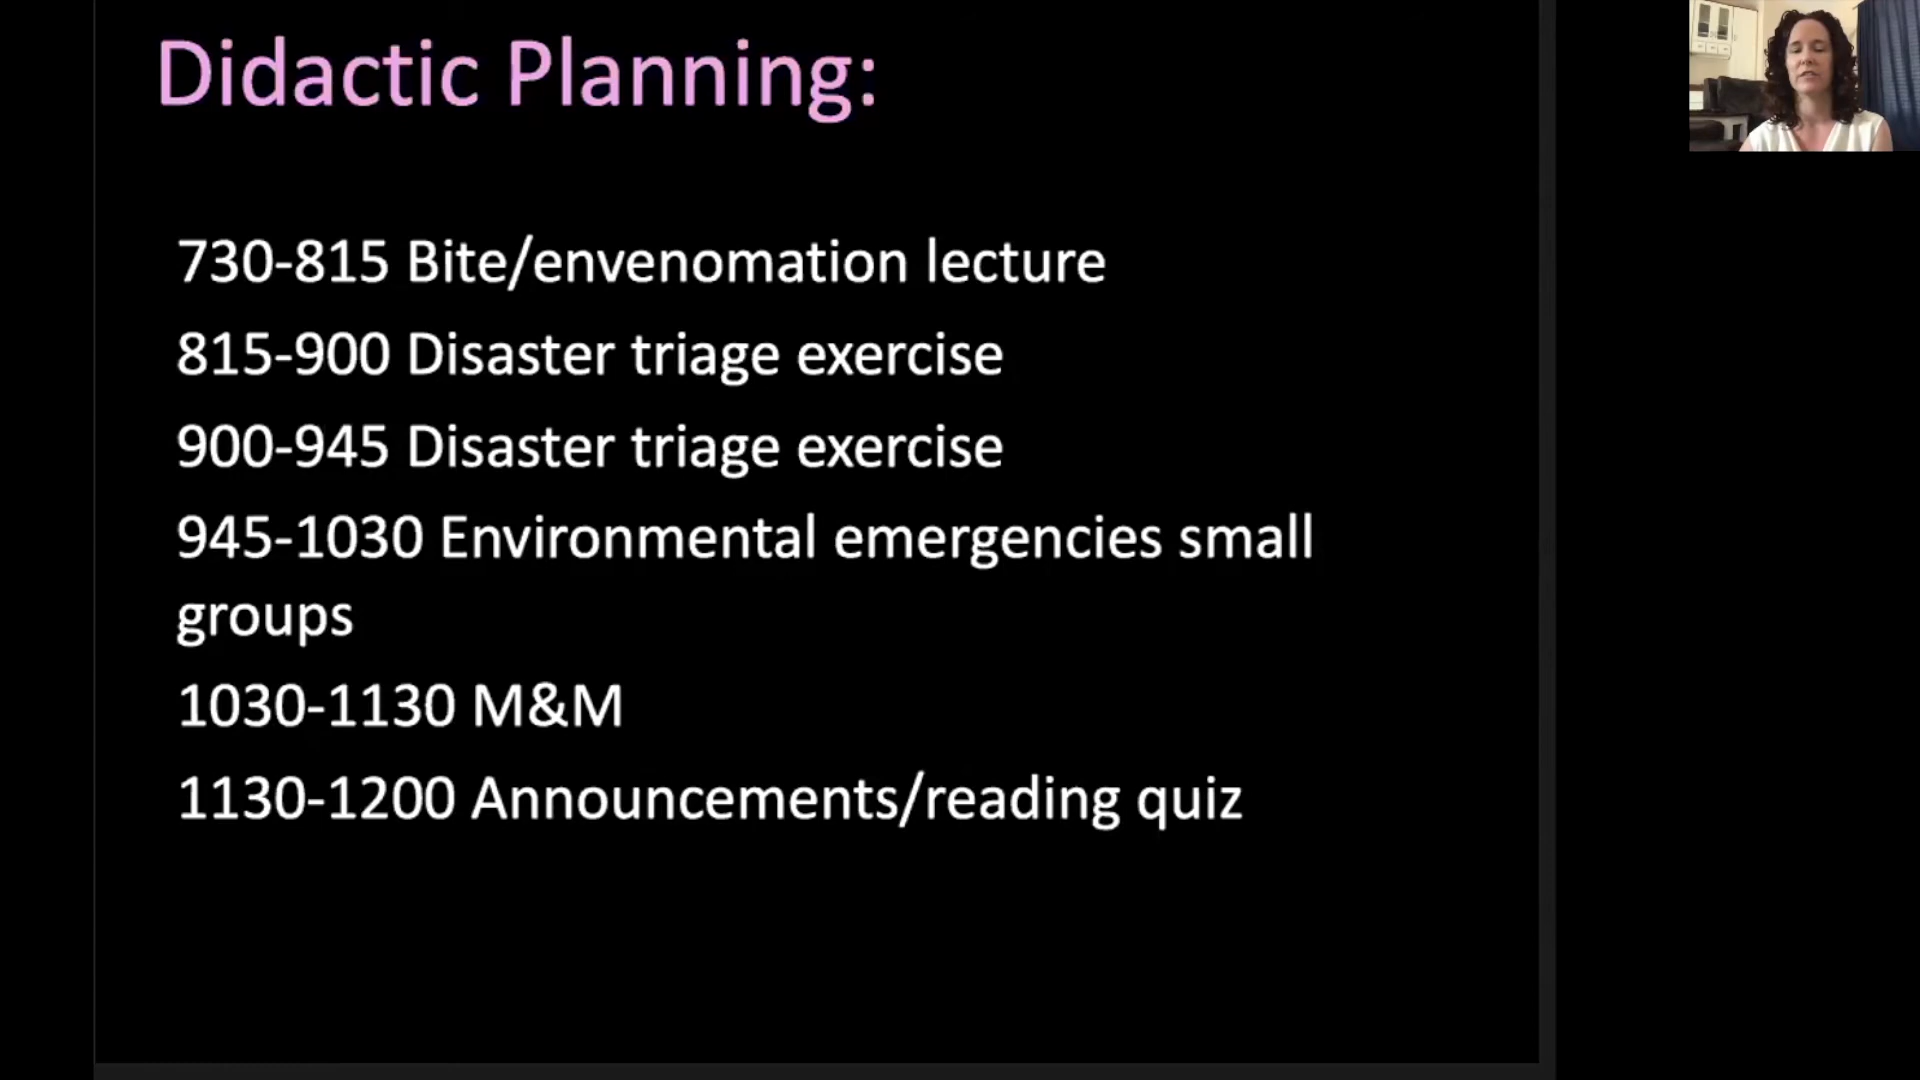 Didactic Planning:
730-815 Bite/envenomation lecture
815-900 Disaster triage exercise
900-945 Disaster triage exercise
945-1030 Environmental emergencies small
groups
1030-1130 M&M
1130-1200 Announcements/reading quiz